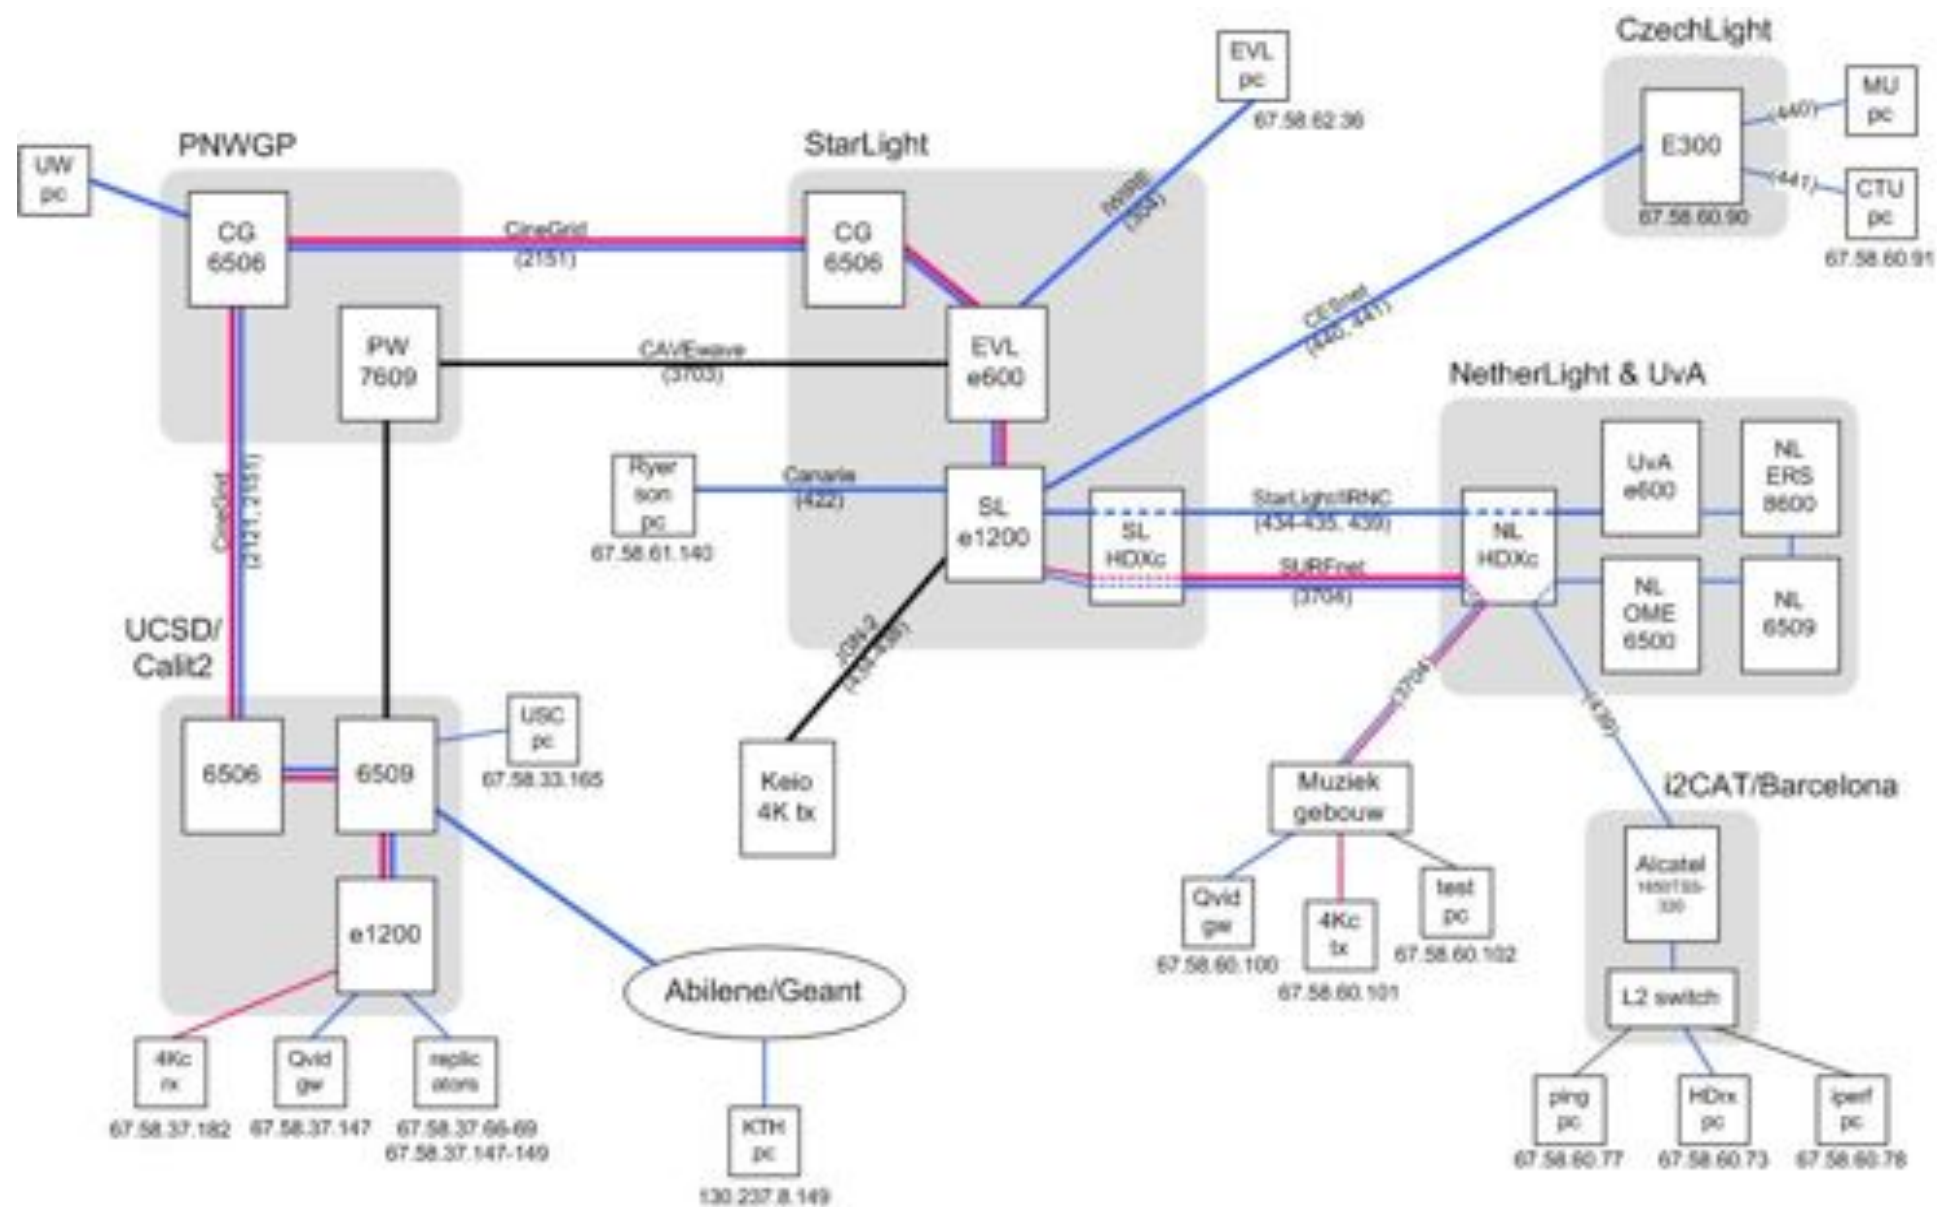 CzechLight
EVL
pc
67.58.62.36
MU
pc
(440)
E300
(441)
CTU
pc
67.58.60.90
67.58.60.91
PNWGP
StarLight
UW
pc
CG
6506
CineGrid
(2151)
CG
6506
IWIRE
(304)
PW
7609
CAVEwave
(3703)
EVL
e600
CESnet
(440, 441)
NetherLight & UvA
CineGrid
(2121, 2151)
Ryer
son
pc
67.58.61.140
Canarie
(422)
SL
e1200
SL
HDXc
StarLight/IRNC
(434-435, 439)
SURFnet
(3704)
NL
HDXc
UvA
e600
NL
ERS
8600
NL
OME
6500
NL
6509
UCSD/
Calit2
JGN-2
(3704)
(439)
6506
6509
USC
pc
67.58.33.165
Keio
4K tx
Muziek
gebouw
i2CAT/Barcelona
Alcatel
e1200
Qvid
gw
67.58.60.100
4Kc
tx
67.58.60.101
test
pc
67.58.60.102
L2 switch
Abilene/Geant
4Kc
rx
67.58.37.182
Qvid
gw
67.58.37.147
replic
ators
67.58.37.66-69
67.58.37.147-149
KTH
pc
130.237.8.149
ping
pc
67.58.60.77
HDrx
pc
67.58.60.73
iperf
pc